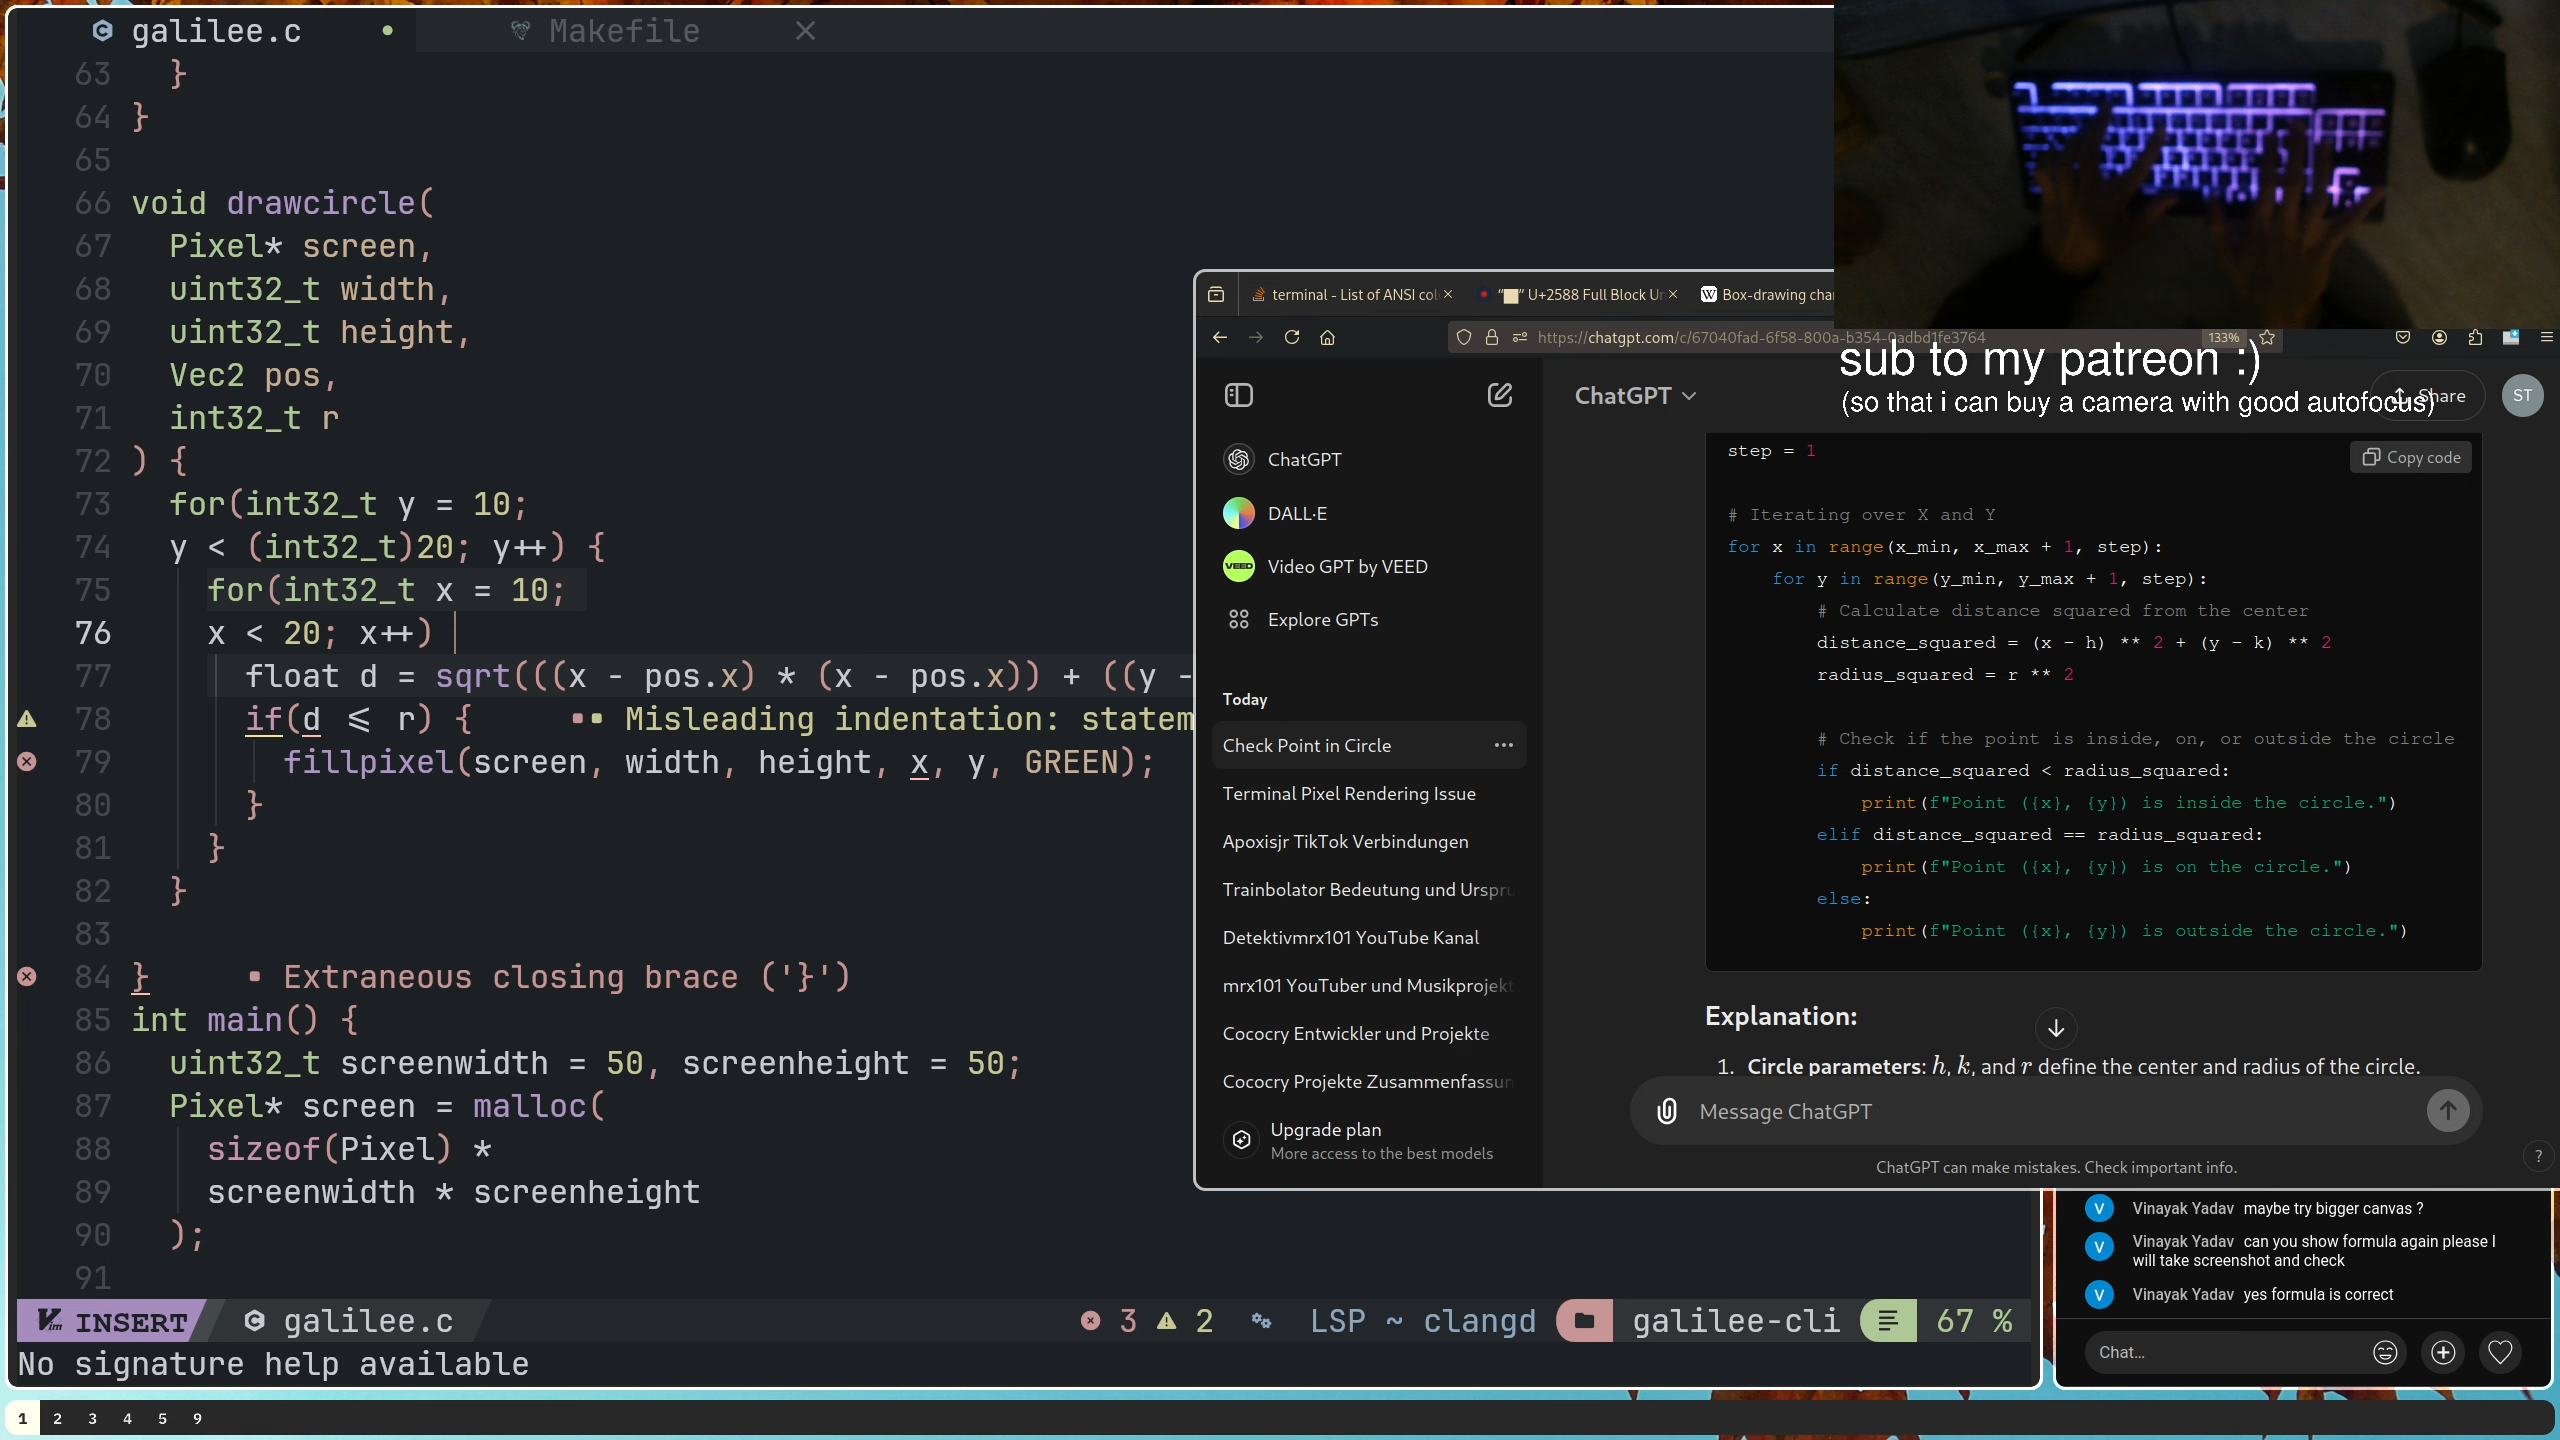 galilee.c
Makefile
63 }
64 }
65
66 void drawcircle(
67 Pixel* screen,
68 uint32_t width,
69 uint32_t height,
70 Vec2 pos,
71 int32_t r
72 ) {
73 for(int32_t y = 10;
74 y < (int32_t)20; y++) {
75 for(int32_t x = 10;
76 x < 20; x++)
77 float d = sqrt(((x - pos.x) * (x - pos.x)) + ((y -
78 if(d <= r) { Misleading indentation: statem
79 fillpixel(screen, width, height, x, y, GREEN);
80 }
81 }
82 }
83
84 } Extraneous closing brace ('}')
85 int main() {
86 uint32_t screenwidth = 50, screenheight = 50;
87 Pixel* screen = malloc(
88 sizeof(Pixel) *
89 screenwidth * screenheight
90 );
91
INSERT galilee.c 3 2 LSP ~ clangd galilee-cli 67 %
No signature help available
1 2 3 4 5 9
terminal - List of ANSI col
"█" U+2588 Full Block Un
Box-drawing char
https://chatgpt.com/c/67040fad-6f58-800a-b354-0adbd1fe3764
133%
sub to my patreon :)
(so that i can buy a camera with good autofocus)
ChatGPT
Share
ST
ChatGPT
DALL·E
VEED Video GPT by VEED
Explore GPTs
Today
Check Point in Circle
Terminal Pixel Rendering Issue
Apoxisjr TikTok Verbindungen
Trainbolator Bedeutung und Urspru
Detektivmrx101 YouTube Kanal
mrx101 YouTuber und Musikprojekt
Cococry Entwickler und Projekte
Cococry Projekte Zusammenfassun
Upgrade plan
More access to the best models
step = 1
Copy code
# Iterating over X and Y
for x in range(x_min, x_max + 1, step):
for y in range(y_min, y_max + 1, step):
# Calculate distance squared from the center
distance_squared = (x - h) ** 2 + (y - k) ** 2
radius_squared = r ** 2
# Check if the point is inside, on, or outside the circle
if distance_squared < radius_squared:
print(f"Point ({x}, {y}) is inside the circle.")
elif distance_squared == radius_squared:
print(f"Point ({x}, {y}) is on the circle.")
else:
print(f"Point ({x}, {y}) is outside the circle.")
Explanation:
1. Circle parameters: h, k, and r define the center and radius of the circle.
Message ChatGPT
ChatGPT can make mistakes. Check important info.
?
V Vinayak Yadav maybe try bigger canvas ?
V Vinayak Yadav can you show formula again please I
will take screenshot and check
V Vinayak Yadav yes formula is correct
Chat...